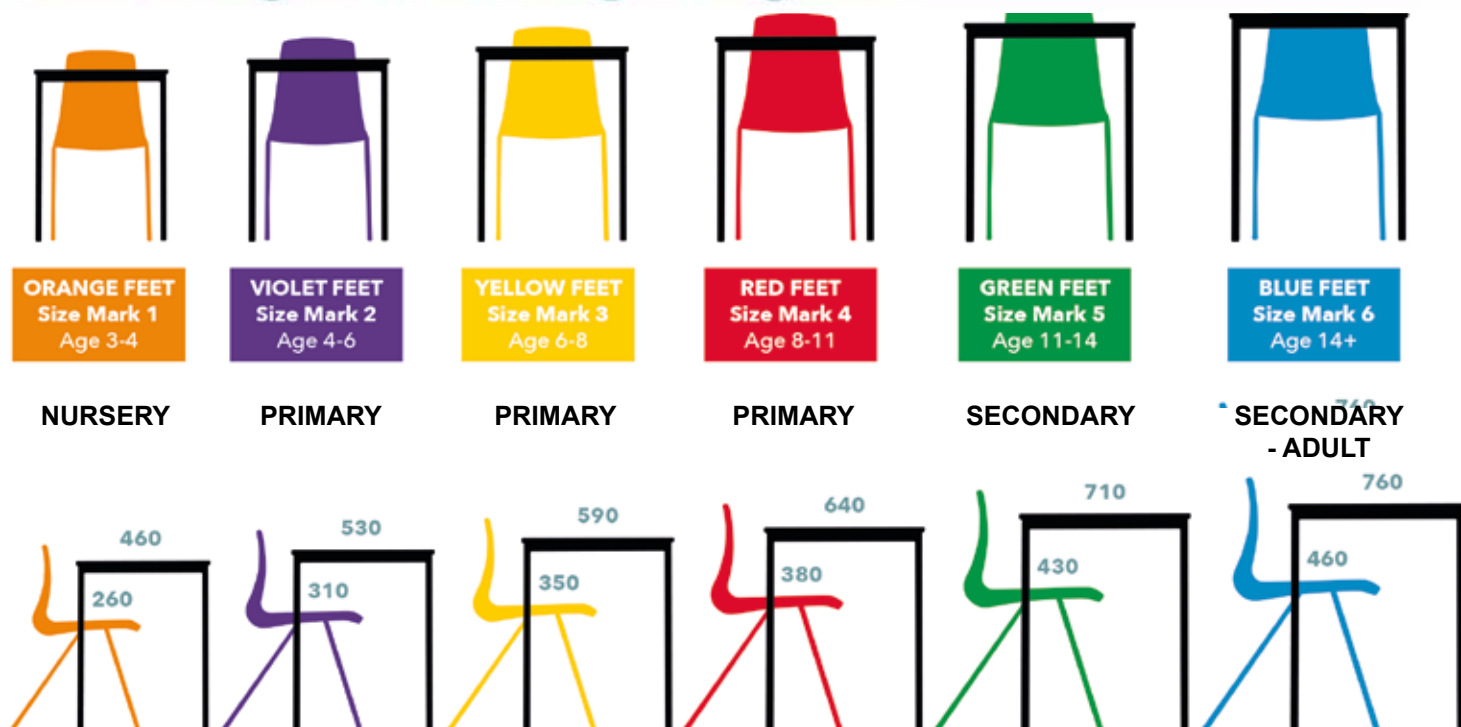 ORANGE FEET
Size Mark 1
Age 3-4
VIOLET FEET
Size Mark 2
Age 4-6
YELLOW FEET
Size Mark 3
Age 6-8
RED FEET
Size Mark 4
Age 8-11
GREEN FEET
Size Mark 5
Age 11-14
BLUE FEET
Size Mark 6
Age 14+
NURSERY
PRIMARY
PRIMARY
PRIMARY
SECONDARY
SECONDARY
- ADULT
460
260
530
310
590
350
640
380
710
430
760
460